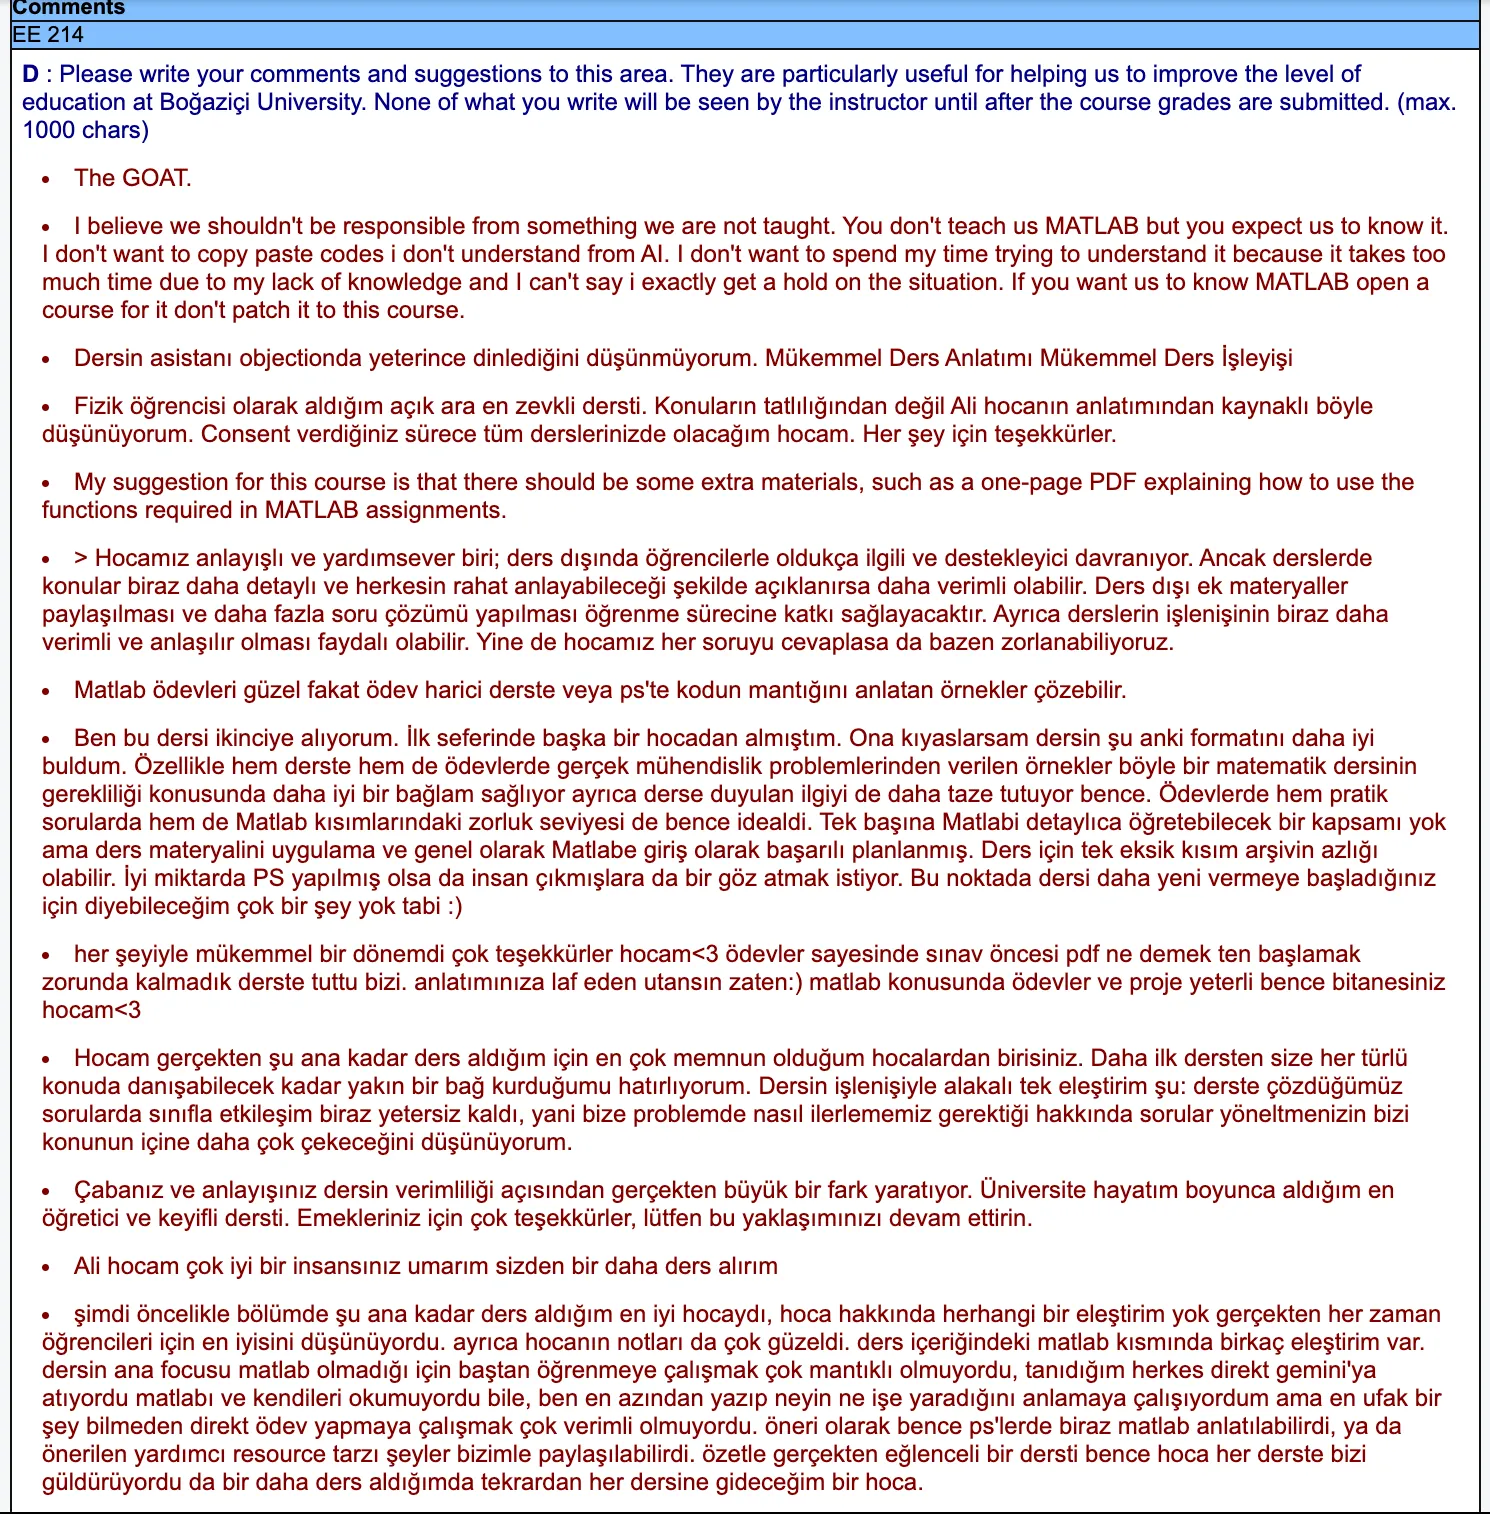 Comments
EE 214
D : Please write your comments and suggestions to this area. They are particularly useful for helping us to improve the level of
education at Boğaziçi University. None of what you write will be seen by the instructor until after the course grades are submitted. (max.
1000 chars)
• The GOAT.
• I believe we shouldn't be responsible from something we are not taught. You don't teach us MATLAB but you expect us to know it.
I don't want to copy paste codes i don't understand from AI. I don't want to spend my time trying to understand it because it takes too
much time due to my lack of knowledge and I can't say i exactly get a hold on the situation. If you want us to know MATLAB open a
course for it don't patch it to this course.
• Dersin asistanı objectionda yeterince dinlediğini düşünmüyorum. Mükemmel Ders Anlatımı Mükemmel Ders İşleyişi
• Fizik öğrencisi olarak aldığım açık ara en zevkli dersti. Konuların tatlılığından değil Ali hocanın anlatımından kaynaklı böyle
düşünüyorum. Consent verdiğiniz sürece tüm derslerinizde olacağım hocam. Her şey için teşekkürler.
• My suggestion for this course is that there should be some extra materials, such as a one-page PDF explaining how to use the
functions required in MATLAB assignments.
• > Hocamız anlayışlı ve yardımsever biri; ders dışında öğrencilerle oldukça ilgili ve destekleyici davranıyor. Ancak derslerde
konular biraz daha detaylı ve herkesin rahat anlayabileceği şekilde açıklanırsa daha verimli olabilir. Ders dışı ek materyaller
paylaşılması ve daha fazla soru çözümü yapılması öğrenme sürecine katkı sağlayacaktır. Ayrıca derslerin işlenişinin biraz daha
verimli ve anlaşılır olması faydalı olabilir. Yine de hocamız her soruyu cevaplasa da bazen zorlanabiliyoruz.
• Matlab ödevleri güzel fakat ödev harici derste veya ps'te kodun mantığını anlatan örnekler çözebilir.
• Ben bu dersi ikinciye alıyorum. İlk seferinde başka bir hocadan almıştım. Ona kıyaslarsam dersin şu anki formatını daha iyi
buldum. Özellikle hem derste hem de ödevlerde gerçek mühendislik problemlerinden verilen örnekler böyle bir matematik dersinin
gerekliliği konusunda daha iyi bir bağlam sağlıyor ayrıca derse duyulan ilgiyi de daha taze tutuyor bence. Ödevlerde hem pratik
sorularda hem de Matlab kısımlarındaki zorluk seviyesi de bence idealdi. Tek başına Matlabi detaylıca öğretebilecek bir kapsamı yok
ama ders materyalini uygulama ve genel olarak Matlabe giriş olarak başarılı planlanmış. Ders için tek eksik kısım arşivin azlığı
olabilir. İyi miktarda PS yapılmış olsa da insan çıkmışlara da bir göz atmak istiyor. Bu noktada dersi daha yeni vermeye başladığınız
için diyebileceğim çok bir şey yok tabi :)
• her şeyiyle mükemmel bir dönemdi çok teşekkürler hocam<3 ödevler sayesinde sınav öncesi pdf ne demek ten başlamak
zorunda kalmadık derste tuttu bizi. anlatımınıza laf eden utansın zaten:) matlab konusunda ödevler ve proje yeterli bence bitanesiniz
hocam<3
• Hocam gerçekten şu ana kadar ders aldığım için en çok memnun olduğum hocalardan birisiniz. Daha ilk dersten size her türlü
konuda danışabilecek kadar yakın bir bağ kurduğumu hatırlıyorum. Dersin işlenişiyle alakalı tek eleştirim şu: derste çözdüğümüz
sorularda sınıfla etkileşim biraz yetersiz kaldı, yani bize problemde nasıl ilerlememiz gerektiği hakkında sorular yöneltmenizin bizi
konunun içine daha çok çekeceğini düşünüyorum.
• Çabanız ve anlayışınız dersin verimliliği açısından gerçekten büyük bir fark yaratıyor. Üniversite hayatım boyunca aldığım en
öğretici ve keyifli dersti. Emekleriniz için çok teşekkürler, lütfen bu yaklaşımınızı devam ettirin.
• Ali hocam çok iyi bir insansınız umarım sizden bir daha ders alırım
• şimdi öncelikle bölümde şu ana kadar ders aldığım en iyi hocaydı, hoca hakkında herhangi bir eleştirim yok gerçekten her zaman
öğrencileri için en iyisini düşünüyordu. ayrıca hocanın notları da çok güzeldi. ders içeriğindeki matlab kısmında birkaç eleştirim var.
dersin ana focusu matlab olmadığı için baştan öğrenmeye çalışmak çok mantıklı olmuyordu, tanıdığım herkes direkt gemini'ya
atıyordu matlabı ve kendileri okumuyordu bile, ben en azından yazıp neyin ne işe yaradığını anlamaya çalışıyordum ama en ufak bir
şey bilmeden direkt ödev yapmaya çalışmak çok verimli olmuyordu. öneri olarak bence ps'lerde biraz matlab anlatılabilirdi, ya da
önerilen yardımcı resource tarzı şeyler bizimle paylaşılabilirdi. özetle gerçekten eğlenceli bir dersti bence hoca her derste bizi
güldürüyordu da bir daha ders aldığımda tekrardan her dersine gideceğim bir hoca.